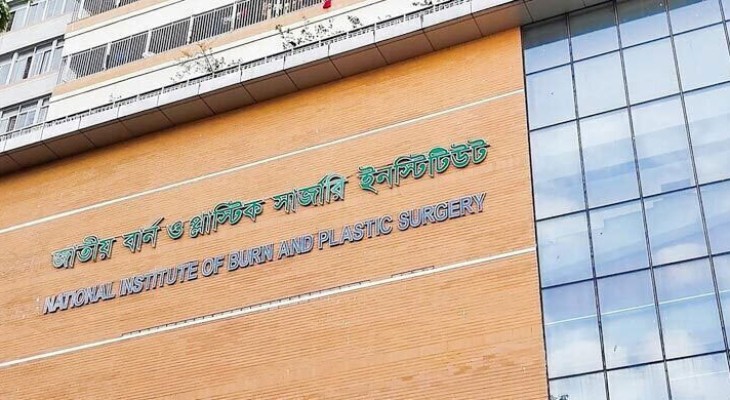 জাতীয় বার্ন ও প্লাস্টিক সার্জারি ইনস্টিটিউট
NATIONAL INSTITUTE OF BURN AND PLASTIC SURGERY